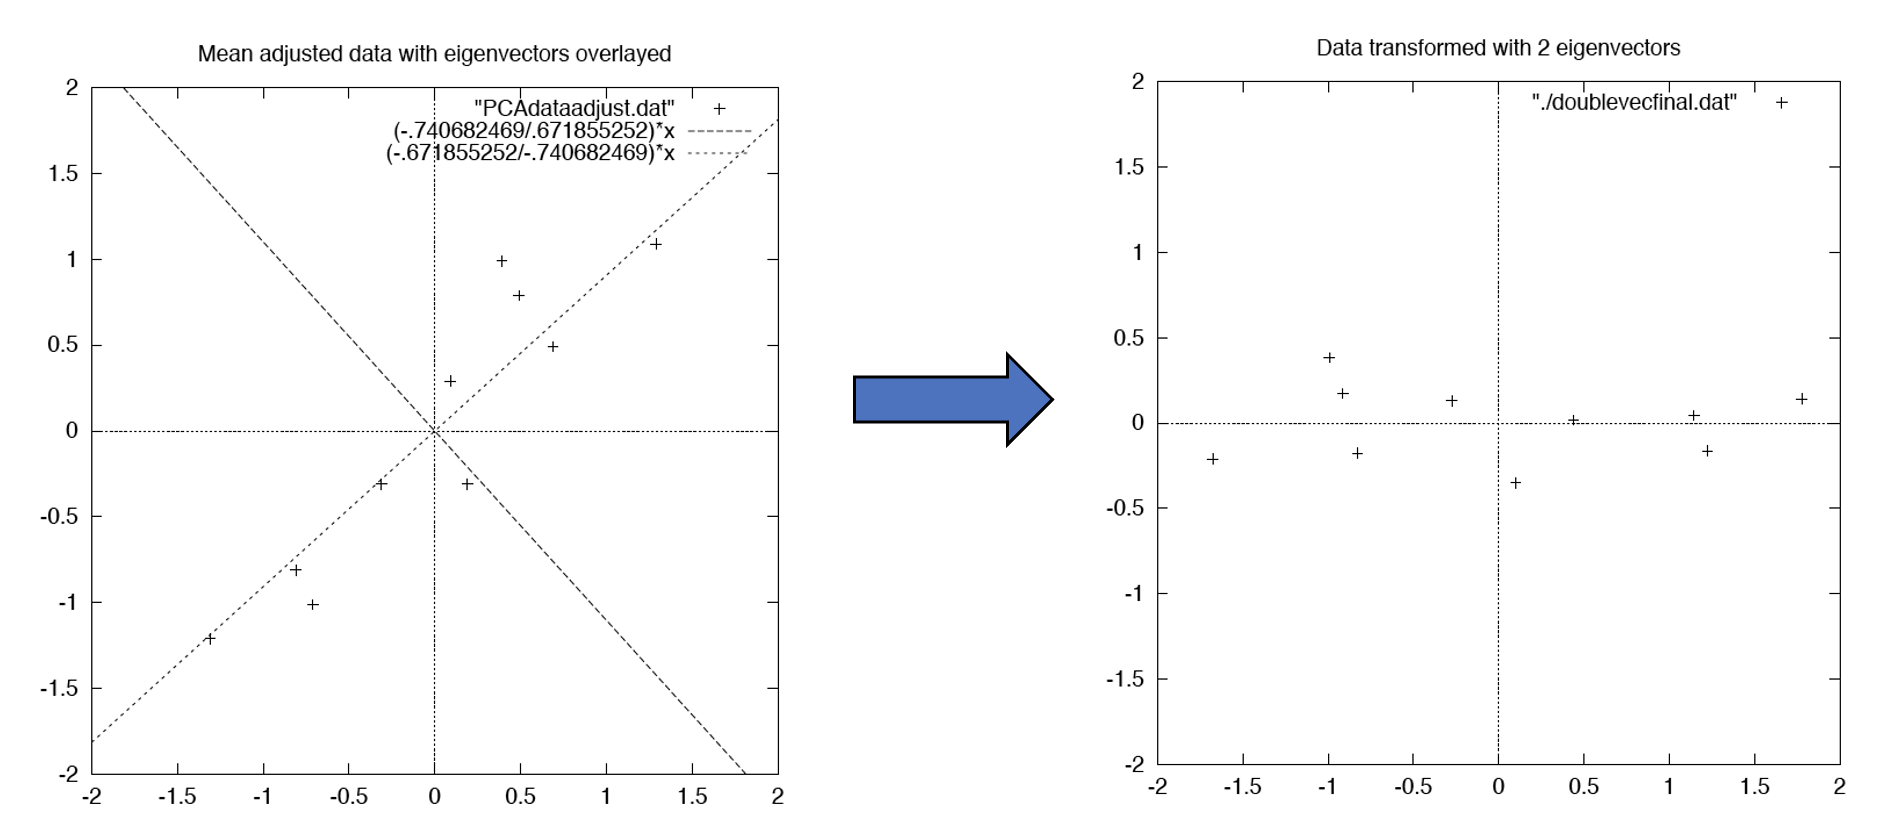 Mean adjusted data with eigenvectors overlayed
2
1.5
1
0.5
0
-0.5
-1
-1.5
-2
"PCAdataadjust.dat"
(-.740682469/.671855252)*x
(-.671855252/-.740682469)*x
-2 -1.5 -1 -0.5 0 0.5 1 1.5 2
Data transformed with 2 eigenvectors
2
1.5
1
0.5
0
-0.5
-1
-1.5
-2
"./doublevecfinal.dat"
-2 -1.5 -1 -0.5 0 0.5 1 1.5 2